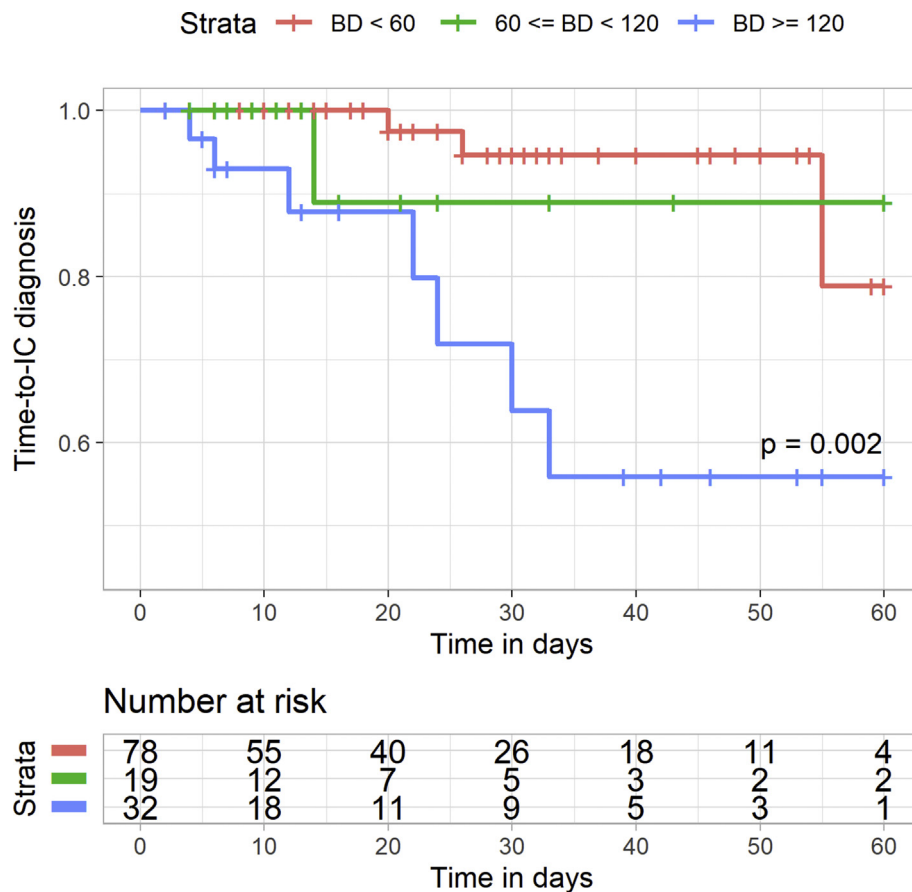 Strata BD < 60 60 <= BD < 120 BD >= 120
1.0
0.8
0.6
Time-to-IC diagnosis
p = 0.002
0 10 20 30 40 50 60
Time in days
Number at risk
Strata
78 55 40 26 18 11 4
19 12 7 5 3 2 2
32 18 11 9 5 3 1
0 10 20 30 40 50 60
Time in days